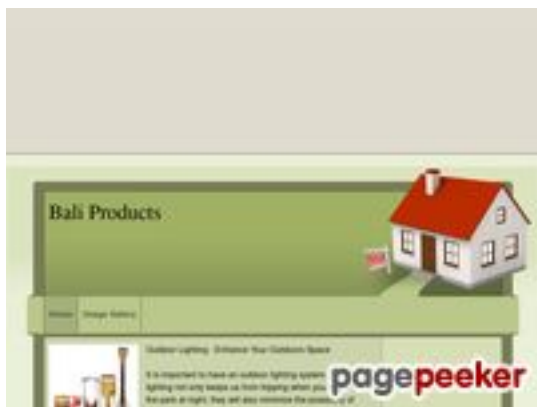 Bali Products
Home Image Gallery
Outdoor Lighting - Enhance Your Outdoors Space
It is important to have an outdoor lighting system
lighting not only keeps us from tripping when you
the park at night, they will also minimize the possibility of
pagepeeker